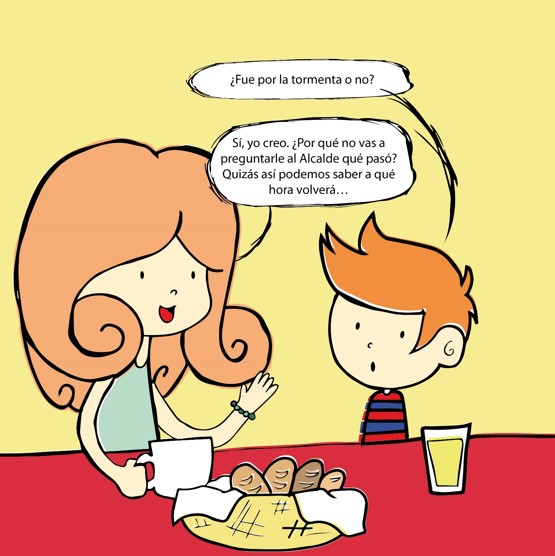 ¿Fue por la tormenta o no?
Sí, yo creo. ¿Por qué no vas a
preguntarle al Alcalde qué pasó?
Quizás así podemos saber a qué
hora volverá...